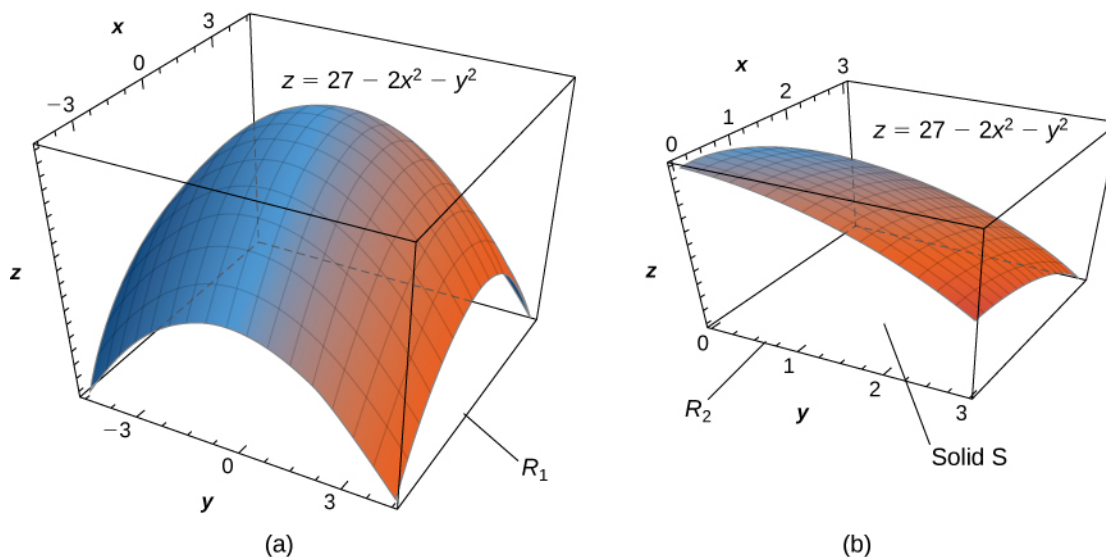 x
3
0
−3
z = 27 − 2x² − y²
z
−3
0
3
y
R₁
(a)
x
3
2
1
0
z = 27 − 2x² − y²
z
0
1
2
3
y
R₂
Solid S
(b)